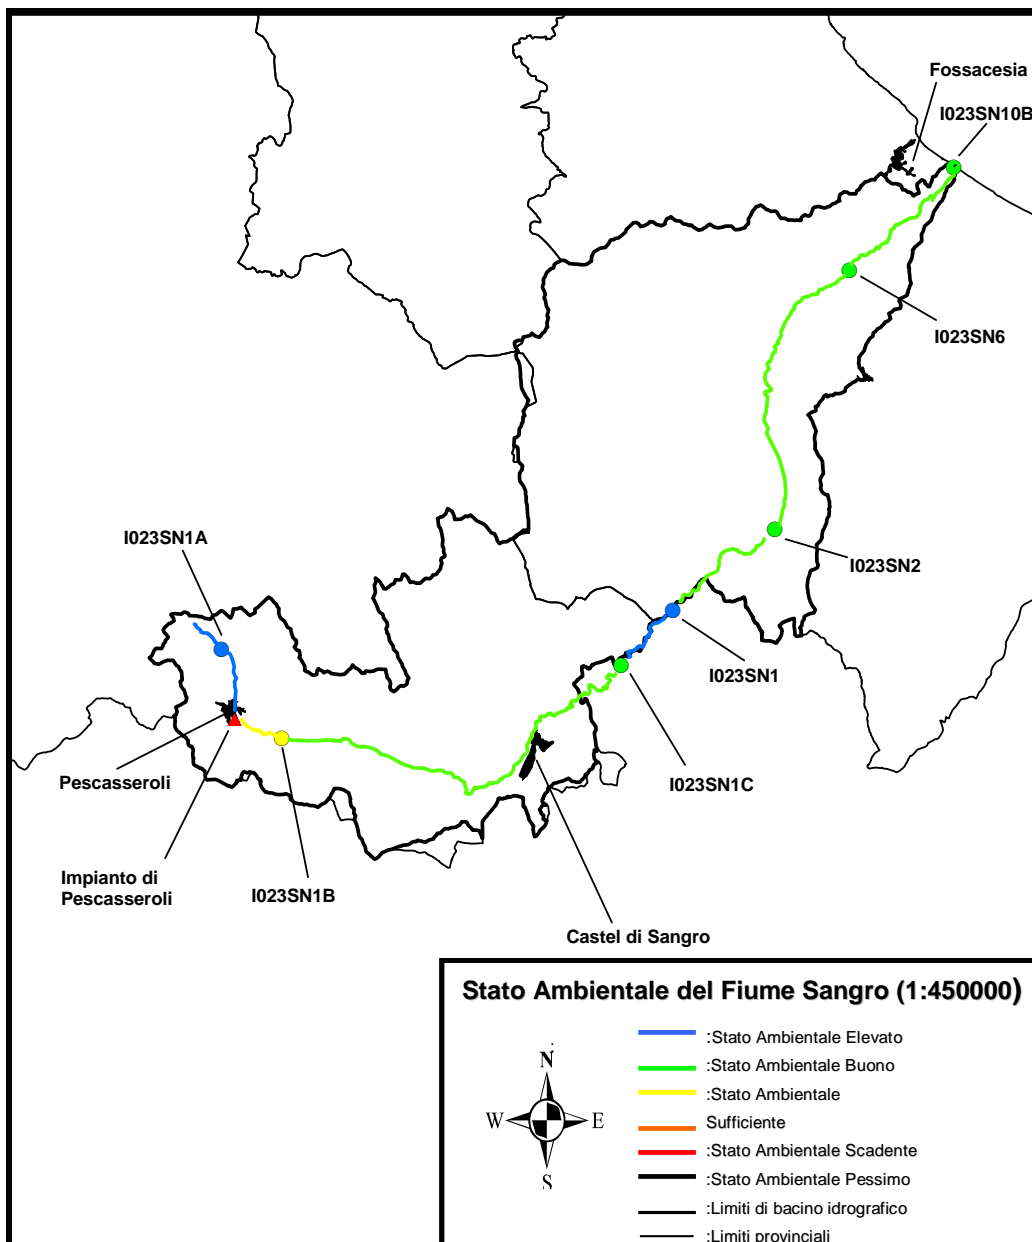 Fossacesia
I023SN10B
I023SN6
I023SN1A
I023SN2
I023SN1
I023SN1C
Pescasseroli
Impianto di
Pescasseroli
I023SN1B
Castel di Sangro
Stato Ambientale del Fiume Sangro (1:450000)
:Stato Ambientale Elevato
:Stato Ambientale Buono
:Stato Ambientale
Sufficiente
:Stato Ambientale Scadente
:Stato Ambientale Pessimo
:Limiti di bacino idrografico
:Limiti provinciali
N
W
E
S